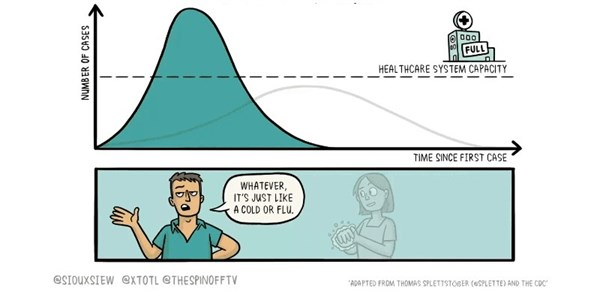 NUMBER OF CASES
FULL
HEALTHCARE SYSTEM CAPACITY
TIME SINCE FIRST CASE
WHATEVER,
IT'S JUST LIKE
A COLD OR FLU.
@SIOUXSIEW @XTOTL @THESPINOFFTV
"ADAPTED FROM THOMAS (@SPLETTE) AND THE CDC"